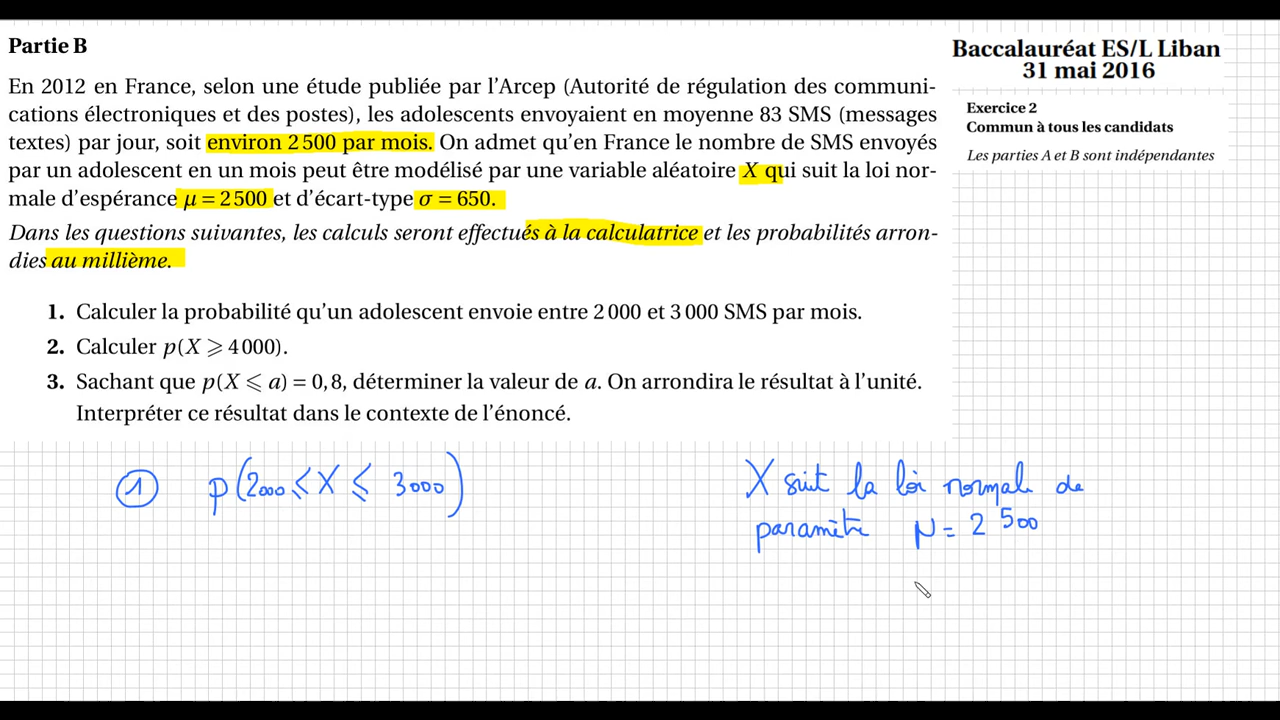 Partie B
En 2012 en France, selon une étude publiée par l'Arcep (Autorité de régulation des communi-
cations électroniques et des postes), les adolescents envoyaient en moyenne 83 SMS (messages
textes) par jour, soit environ 2 500 par mois. On admet qu'en France le nombre de SMS envoyés
par un adolescent en un mois peut être modélisé par une variable aléatoire X qui suit la loi nor-
male d'espérance μ = 2 500 et d'écart-type σ = 650.
Dans les questions suivantes, les calculs seront effectués à la calculatrice et les probabilités arron-
dies au millième.
1. Calculer la probabilité qu'un adolescent envoie entre 2 000 et 3 000 SMS par mois.
2. Calculer p(X ⩾ 4 000).
3. Sachant que p(X ⩽ a) = 0,8, déterminer la valeur de a. On arrondira le résultat à l'unité.
Interpréter ce résultat dans le contexte de l'énoncé.
Baccalauréat ES/L Liban
31 mai 2016
Exercice 2
Commun à tous les candidats
Les parties A et B sont indépendantes
① p(2000 ⩽ X ⩽ 3000)
X suit la loi normale de
paramètre μ = 2 500